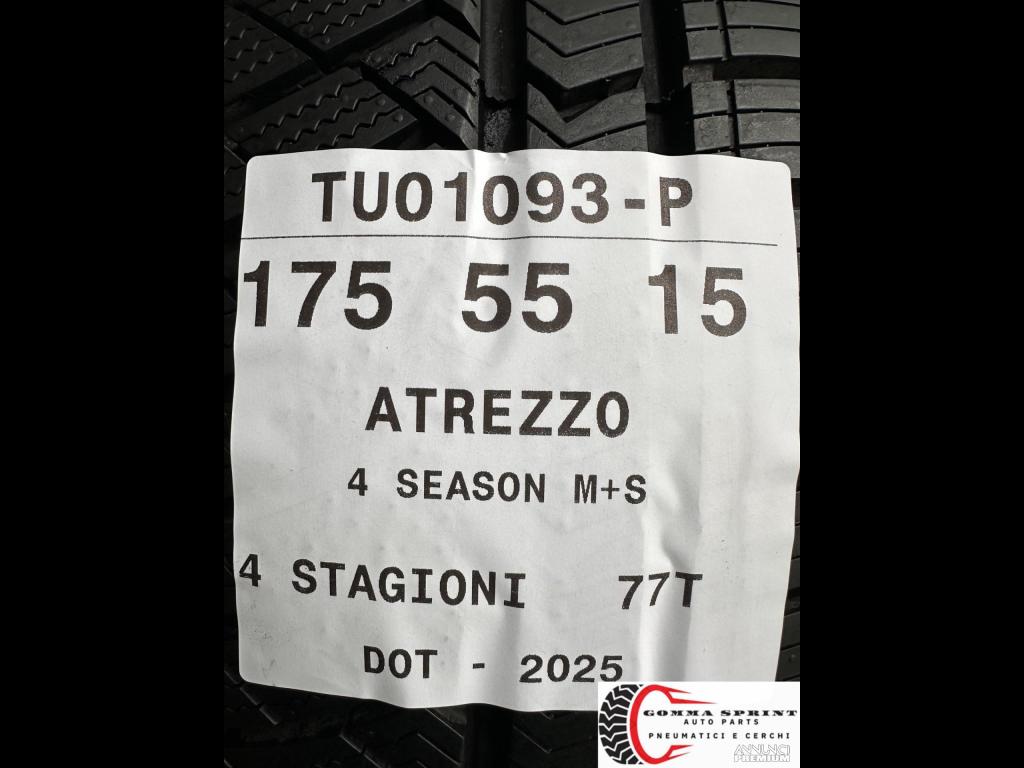 TU01093-P
175 55 15
ATREZZO
4 SEASON M+S
4 STAGIONI 77T
DOT - 2025
GOMMA SPRINT
AUTO PARTS
PNEUMATICI E CERCHI
ANNUNCI
PREMIUM